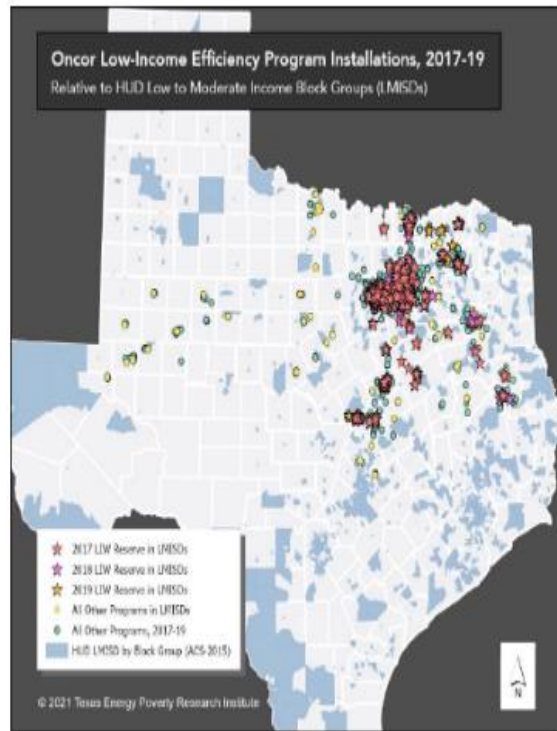 Oncor Low-Income Efficiency Program Installations, 2017-19
Relative to HUD Low to Moderate Income Block Groups (LMISDs)
2017 LIW Reserve in LMISDs
2018 LIW Reserve in LMISDs
2019 LIW Reserve in LMISDs
All Other Programs in LMISDs
All Other Programs, 2017-19
HUD LMISD by Block Group (ACS-2015)
© 2021 Texas Energy Poverty Research Institute
N